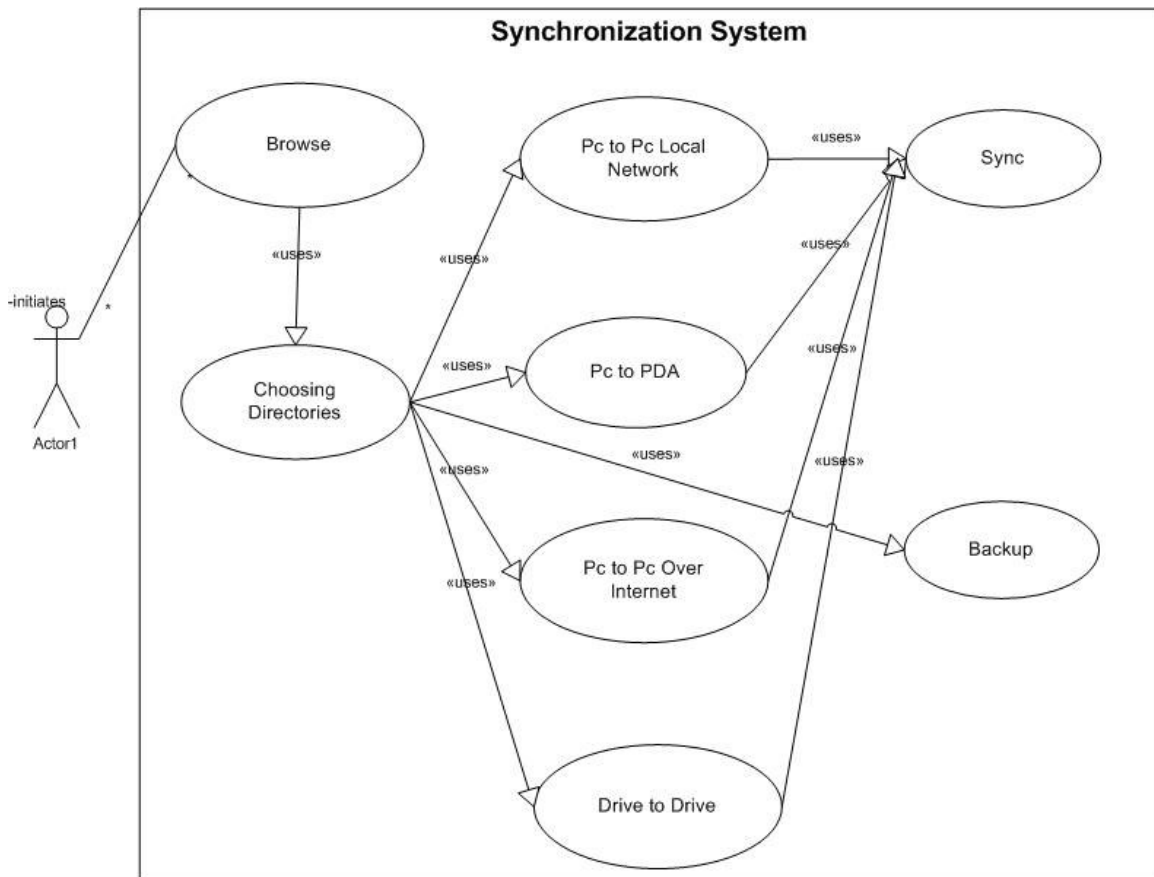 Synchronization System
Browse
Pc to Pc Local
Network
«uses»
Sync
*
«uses»
«uses»
«uses»
-initiates
*
Actor1
Choosing
Directories
«uses»
Pc to PDA
«uses»
«uses»
«uses»
«uses»
Pc to Pc Over
Internet
Backup
«uses»
Drive to Drive